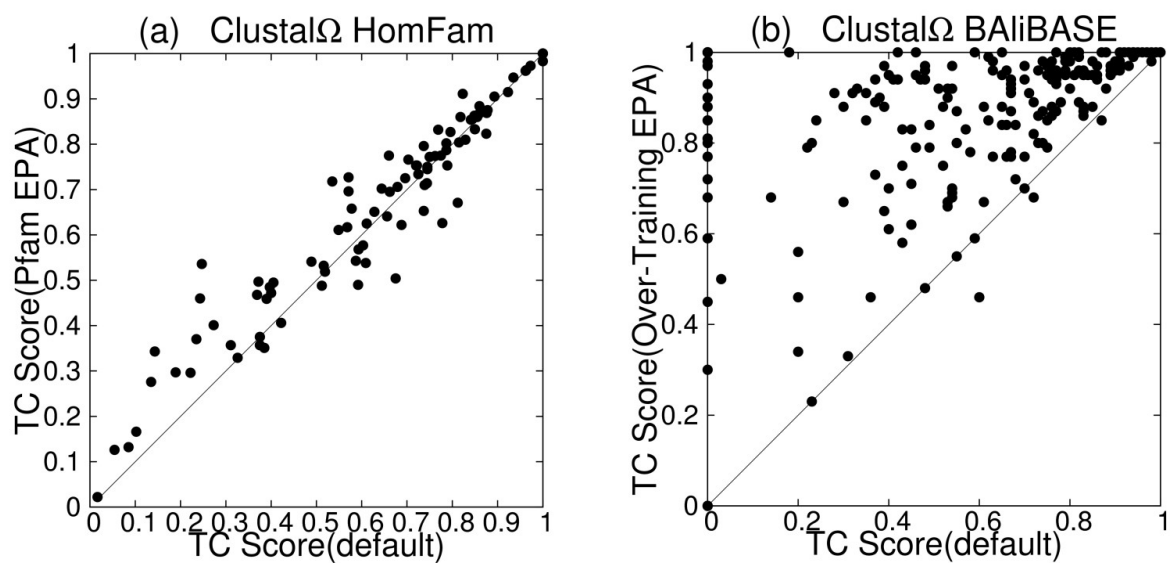 (a) ClustalΩ HomFam
TC Score(Pfam EPA)
1
0.9
0.8
0.7
0.6
0.5
0.4
0.3
0.2
0.1
0
0 0.1 0.2 0.3 0.4 0.5 0.6 0.7 0.8 0.9 1
TC Score(default)
(b) ClustalΩ BAliBASE
TC Score(Over-Training EPA)
1
0.8
0.6
0.4
0.2
0
0 0.2 0.4 0.6 0.8 1
TC Score(default)